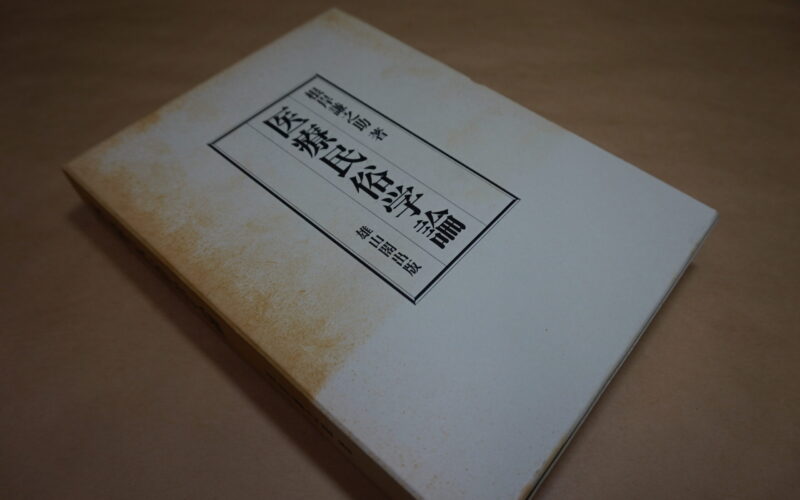 根岸謙之助 著
医療民俗学論
雄山閣出版